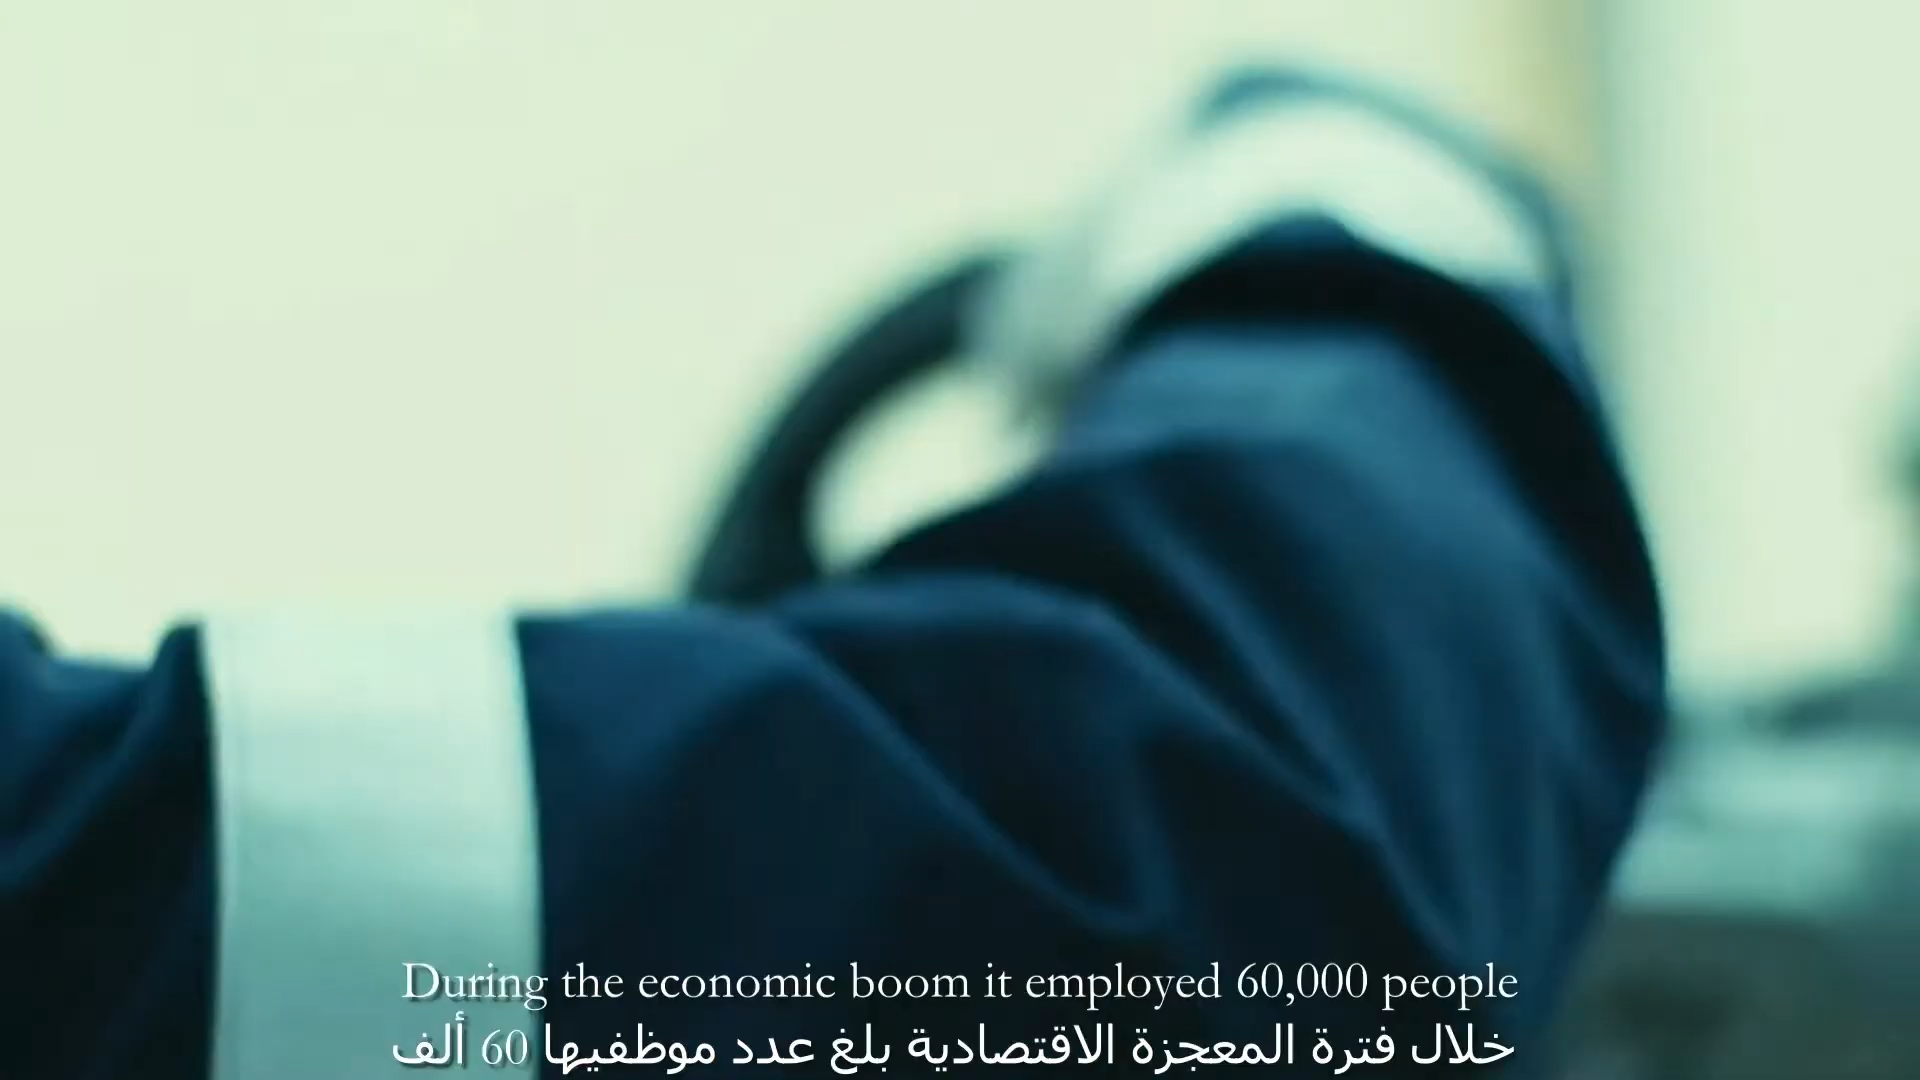 During the economic boom it employed 60,000 people
خلال فترة المعجزة الاقتصادية بلغ عدد موظفيها 60 ألف